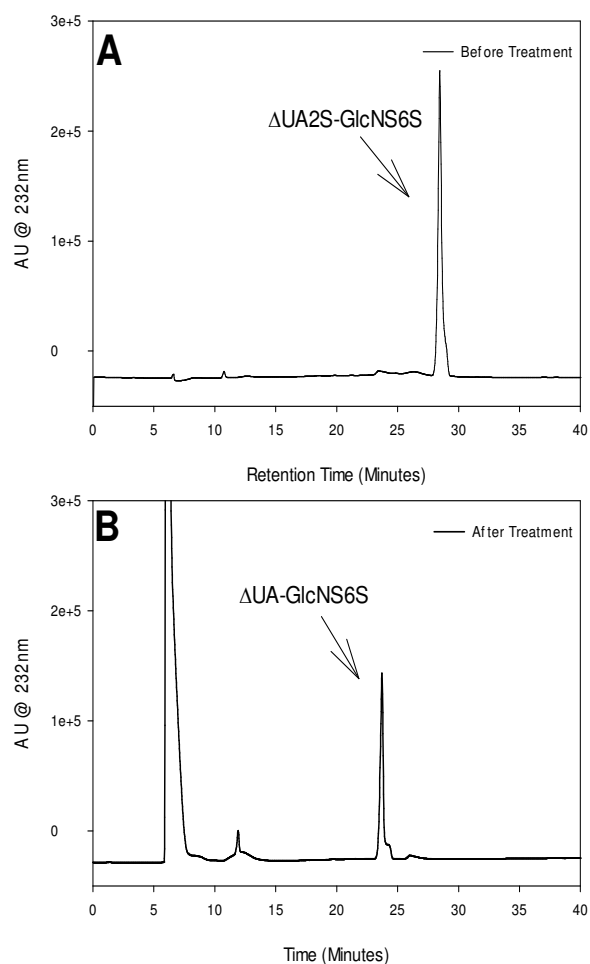 3e+5
A
Before Treatment
ΔUA2S-GlcNS6S
2e+5
AU @ 232nm
1e+5
0
0 5 10 15 20 25 30 35 40
Retention Time (Minutes)
3e+5
B
After Treatment
ΔUA-GlcNS6S
2e+5
AU @ 232nm
1e+5
0
0 5 10 15 20 25 30 35 40
Time (Minutes)